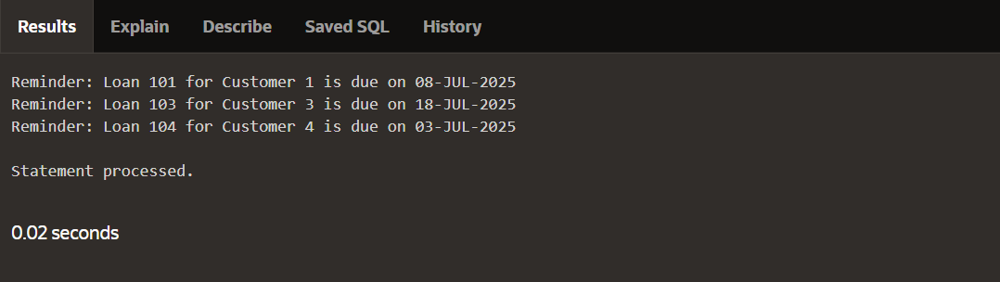 Results Explain Describe Saved SQL History
Reminder: Loan 101 for Customer 1 is due on 08-JUL-2025
Reminder: Loan 103 for Customer 3 is due on 18-JUL-2025
Reminder: Loan 104 for Customer 4 is due on 03-JUL-2025
Statement processed.
0.02 seconds